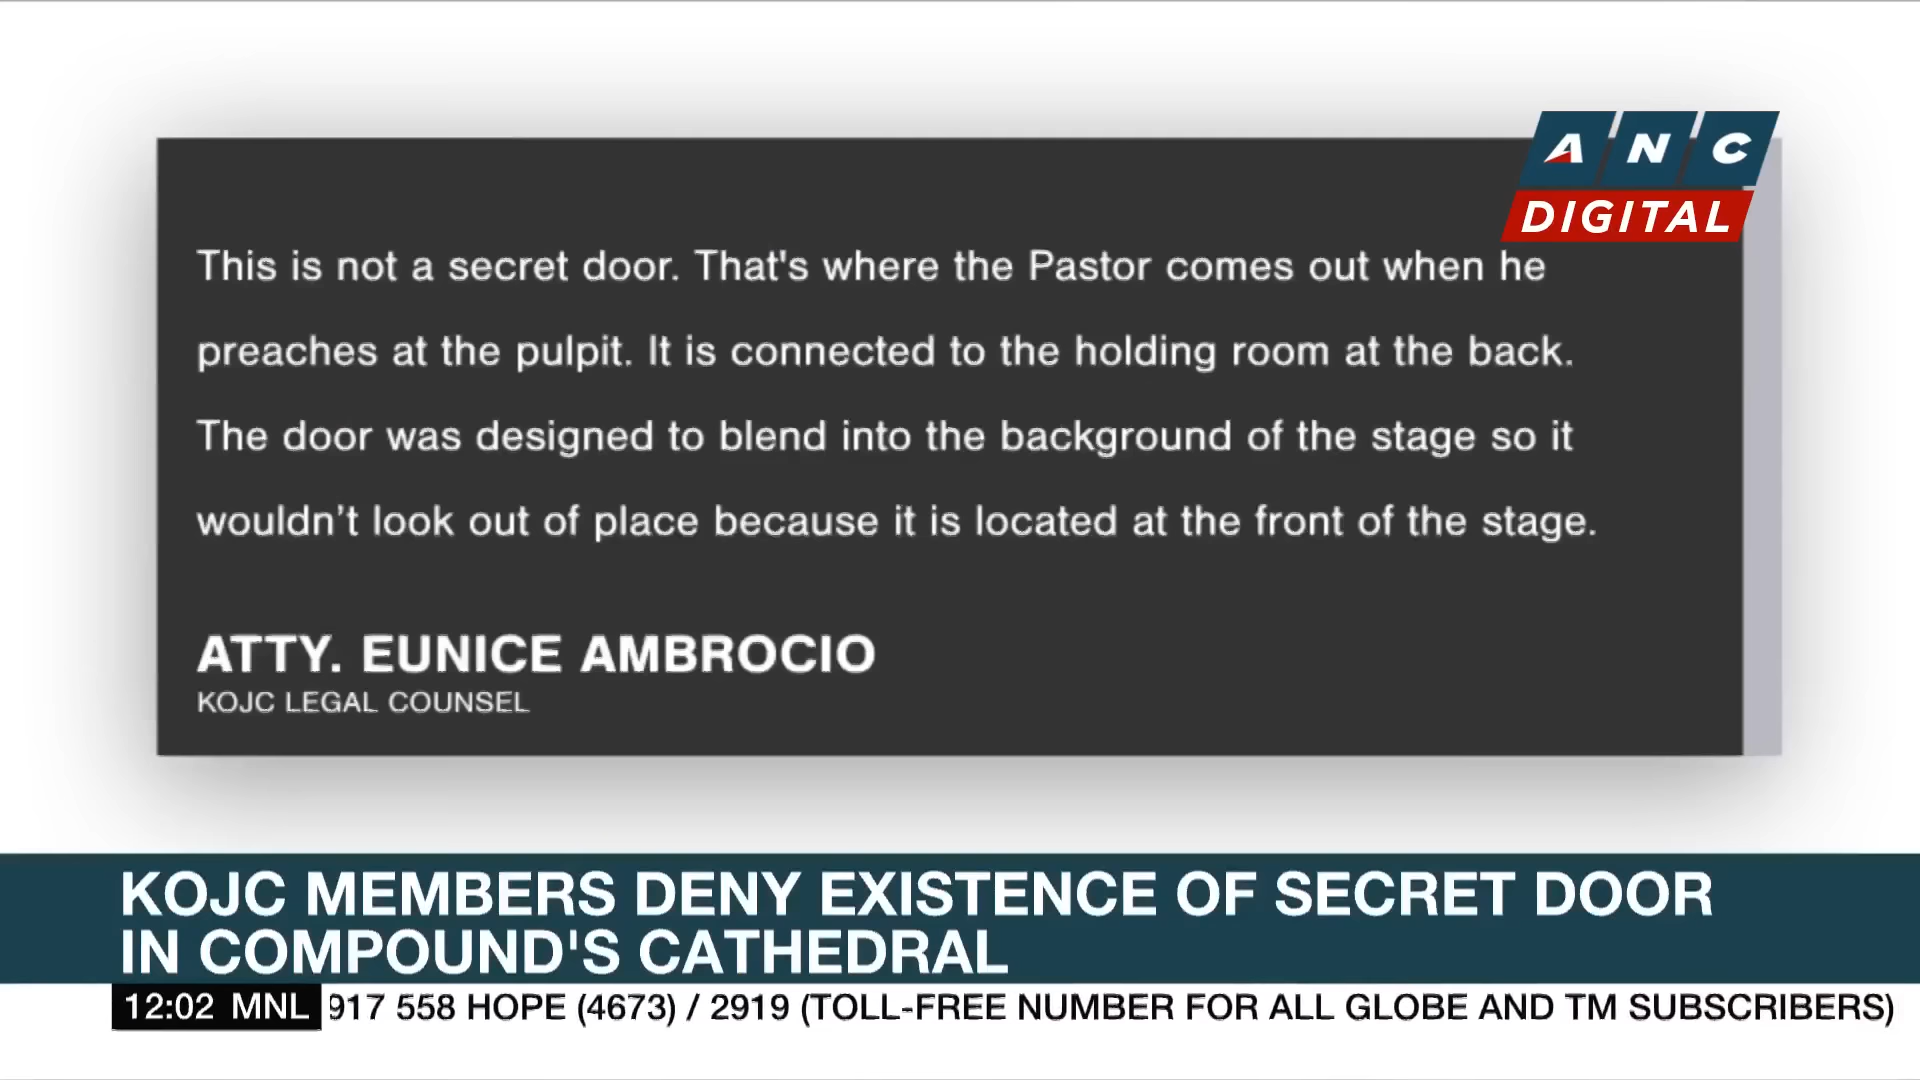 ANC
DIGITAL
This is not a secret door. That's where the Pastor comes out when he
preaches at the pulpit. It is connected to the holding room at the back.
The door was designed to blend into the background of the stage so it
wouldn’t look out of place because it is located at the front of the stage.
ATTY. EUNICE AMBROCIO
KOJC LEGAL COUNSEL
KOJC MEMBERS DENY EXISTENCE OF SECRET DOOR
IN COMPOUND'S CATHEDRAL
12:02 MNL 917 558 HOPE (4673) / 2919 (TOLL-FREE NUMBER FOR ALL GLOBE AND TM SUBSCRIBERS)